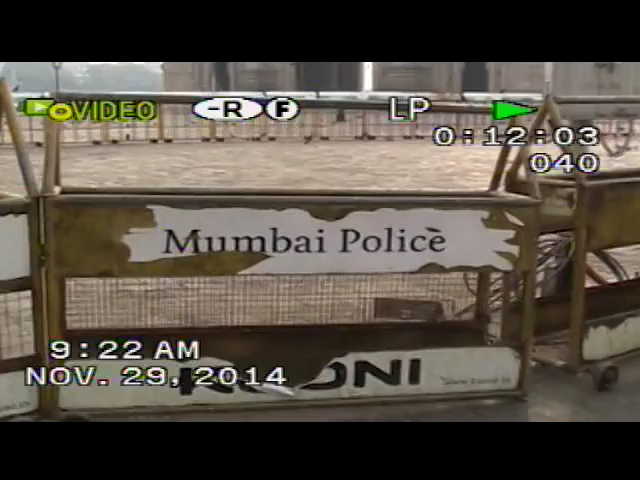 VIDEO -R F LP
0:12:03
040
Mumbai Police
9:22 AM
NOV. 29, 2014